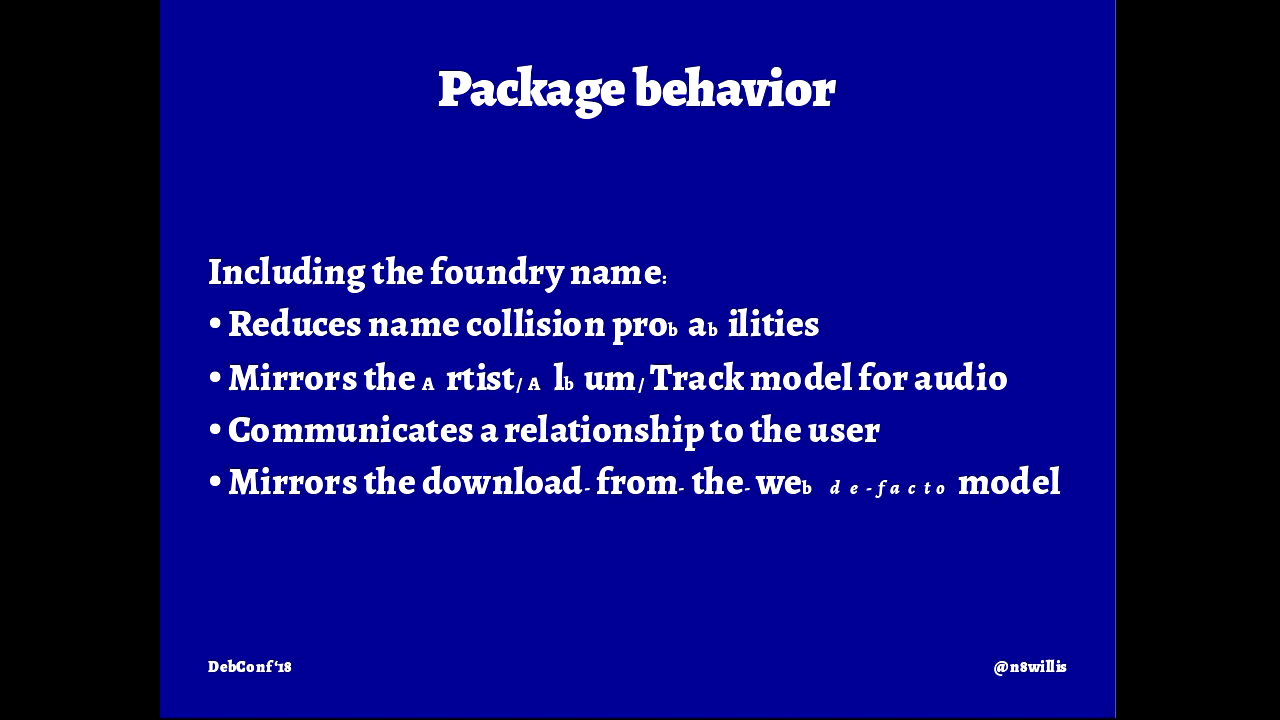 Package behavior
Including the foundry name:
• Reduces name collision probabilities
• Mirrors the Artist/Album/Track model for audio
• Communicates a relationship to the user
• Mirrors the download-from-the-web de-facto model
DebConf‘18
@n8willis